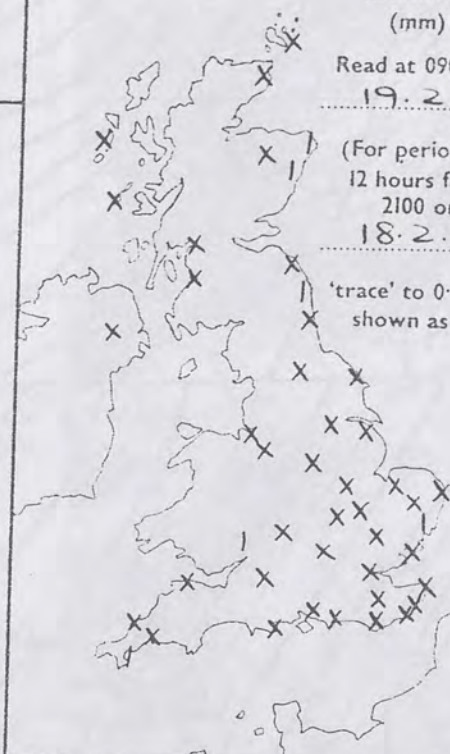 (mm)
Read at 09
19.2
(For perio
12 hours f
2100 o
18.2.
'trace' to 0·
shown as